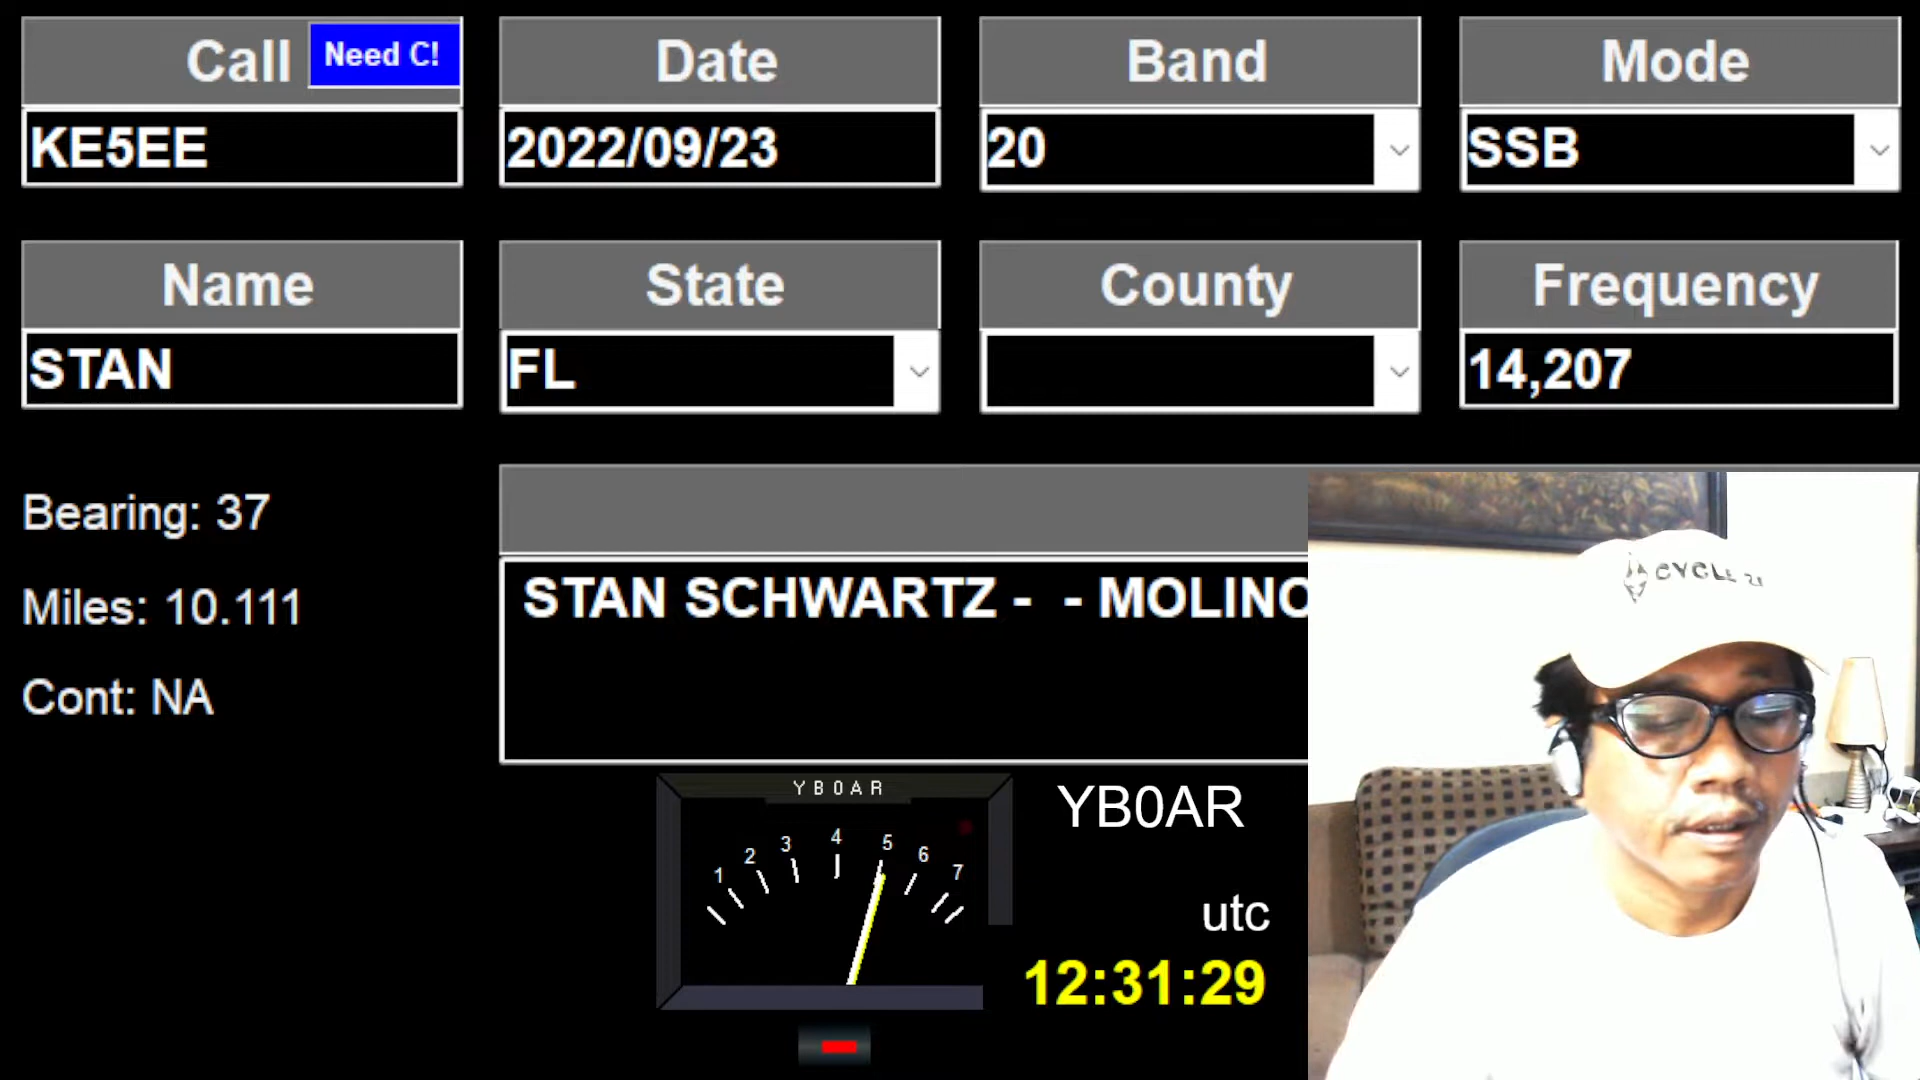 Call Need C! Date Band Mode
KE5EE 2022/09/23 20 SSB
Name State County Frequency
STAN FL 14,207
Bearing: 37
Miles: 10.111
Cont: NA
STAN SCHWARTZ - - MOLINO
CYCLE 21
YB0AR
1 2 3 4 5 6 7
YB0AR
utc
12:31:29